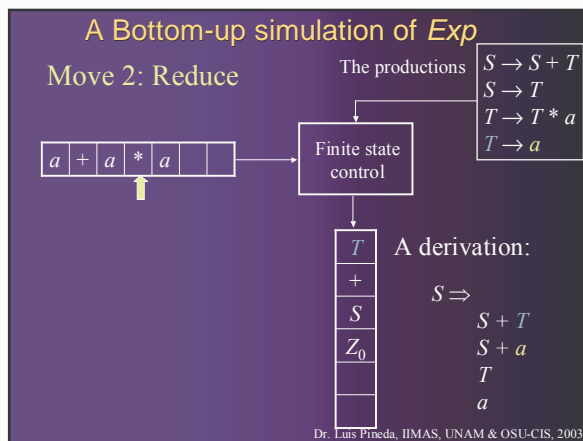 A Bottom-up simulation of Exp
Move 2: Reduce
The productions
S → S + T
S → T
T → T * a
T → a
a + a * a
Finite state
control
T
+
S
Z₀
A derivation:
S ⇒
S + T
S + a
T
a
Dr. Luis Pineda, IIMAS, UNAM & OSU-CIS, 2003